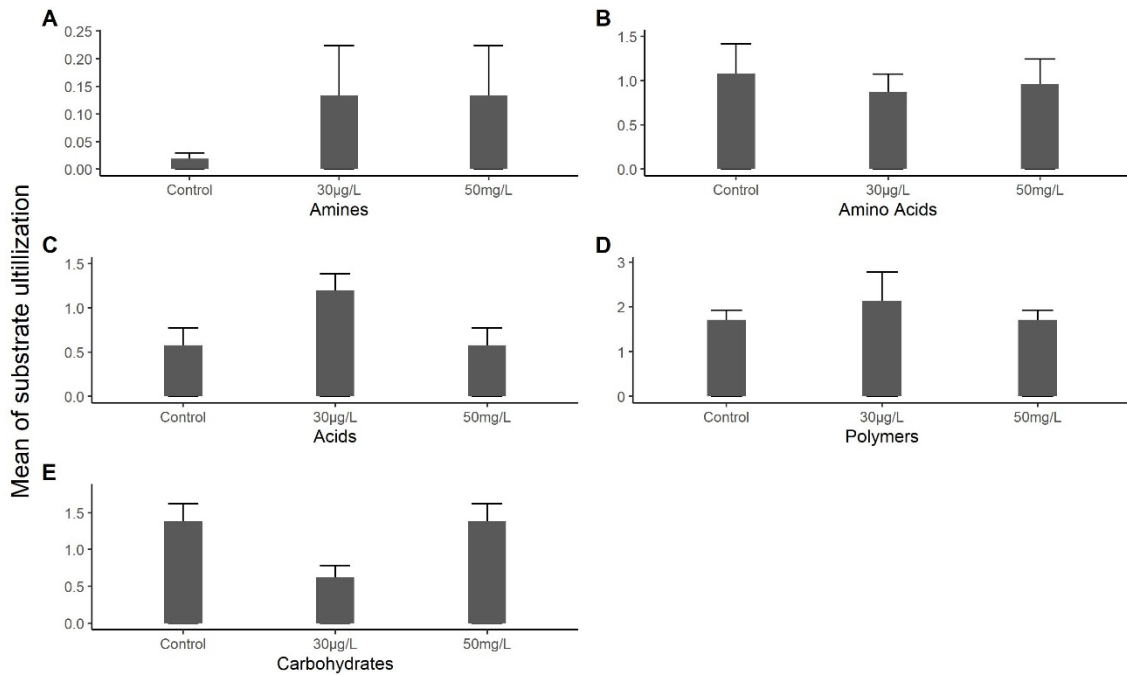 Mean of substrate ultillization
A
0.25
0.20
0.15
0.10
0.05
0.00
Control 30µg/L 50mg/L
Amines
B
1.5
1.0
0.5
0.0
Control 30µg/L 50mg/L
Amino Acids
C
1.5
1.0
0.5
0.0
Control 30µg/L 50mg/L
Acids
D
3
2
1
0
Control 30µg/L 50mg/L
Polymers
E
1.5
1.0
0.5
0.0
Control 30µg/L 50mg/L
Carbohydrates